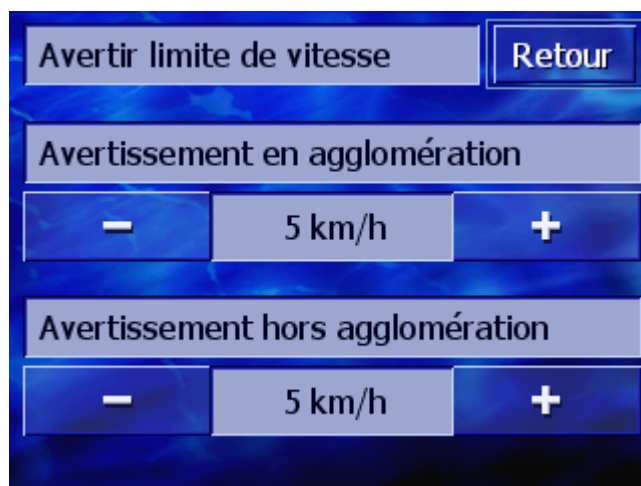 Avertir limite de vitesse Retour
Avertissement en agglomération
− 5 km/h +
Avertissement hors agglomération
− 5 km/h +